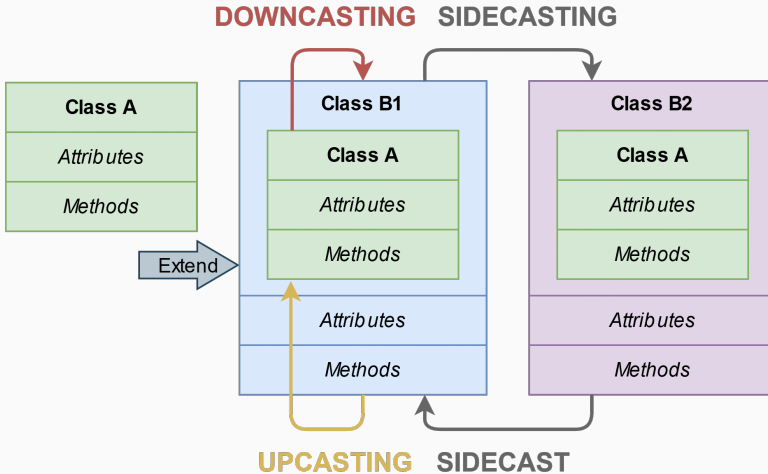 DOWNCASTING SIDECASTING
Class A
Attributes
Methods
Extend
Class B1
Class A
Attributes
Methods
Attributes
Methods
Class B2
Class A
Attributes
Methods
Attributes
Methods
UPCASTING SIDECAST